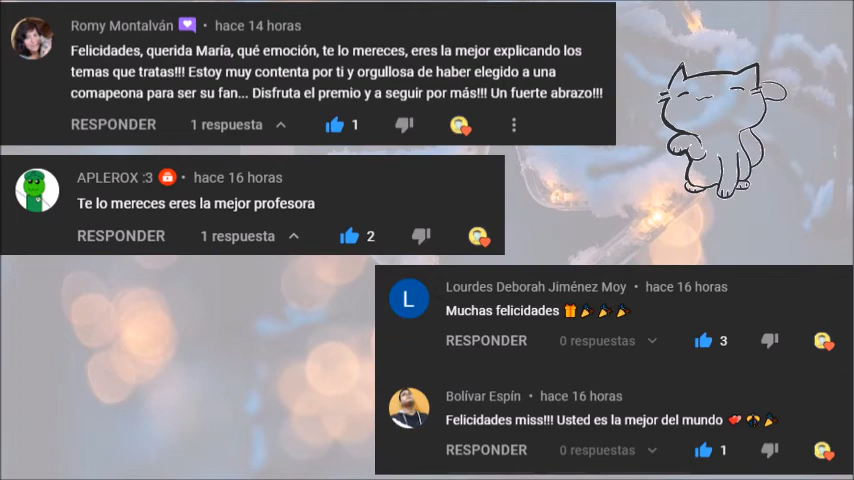 Romy Montalván • hace 14 horas
Felicidades, querida María, qué emoción, te lo mereces, eres la mejor explicando los
temas que tratas!!! Estoy muy contenta por ti y orgullosa de haber elegido a una
comapeona para ser su fan... Disfruta el premio y a seguir por más!!! Un fuerte abrazo!!!
RESPONDER 1 respuesta 1
APLEROX :3 • hace 16 horas
Te lo mereces eres la mejor profesora
RESPONDER 1 respuesta 2
L
Lourdes Deborah Jiménez Moy • hace 16 horas
Muchas felicidades 🎁🎉🎉🎉
RESPONDER 0 respuestas 3
Bolívar Espín • hace 16 horas
Felicidades miss!!! Usted es la mejor del mundo
RESPONDER 0 respuestas 1